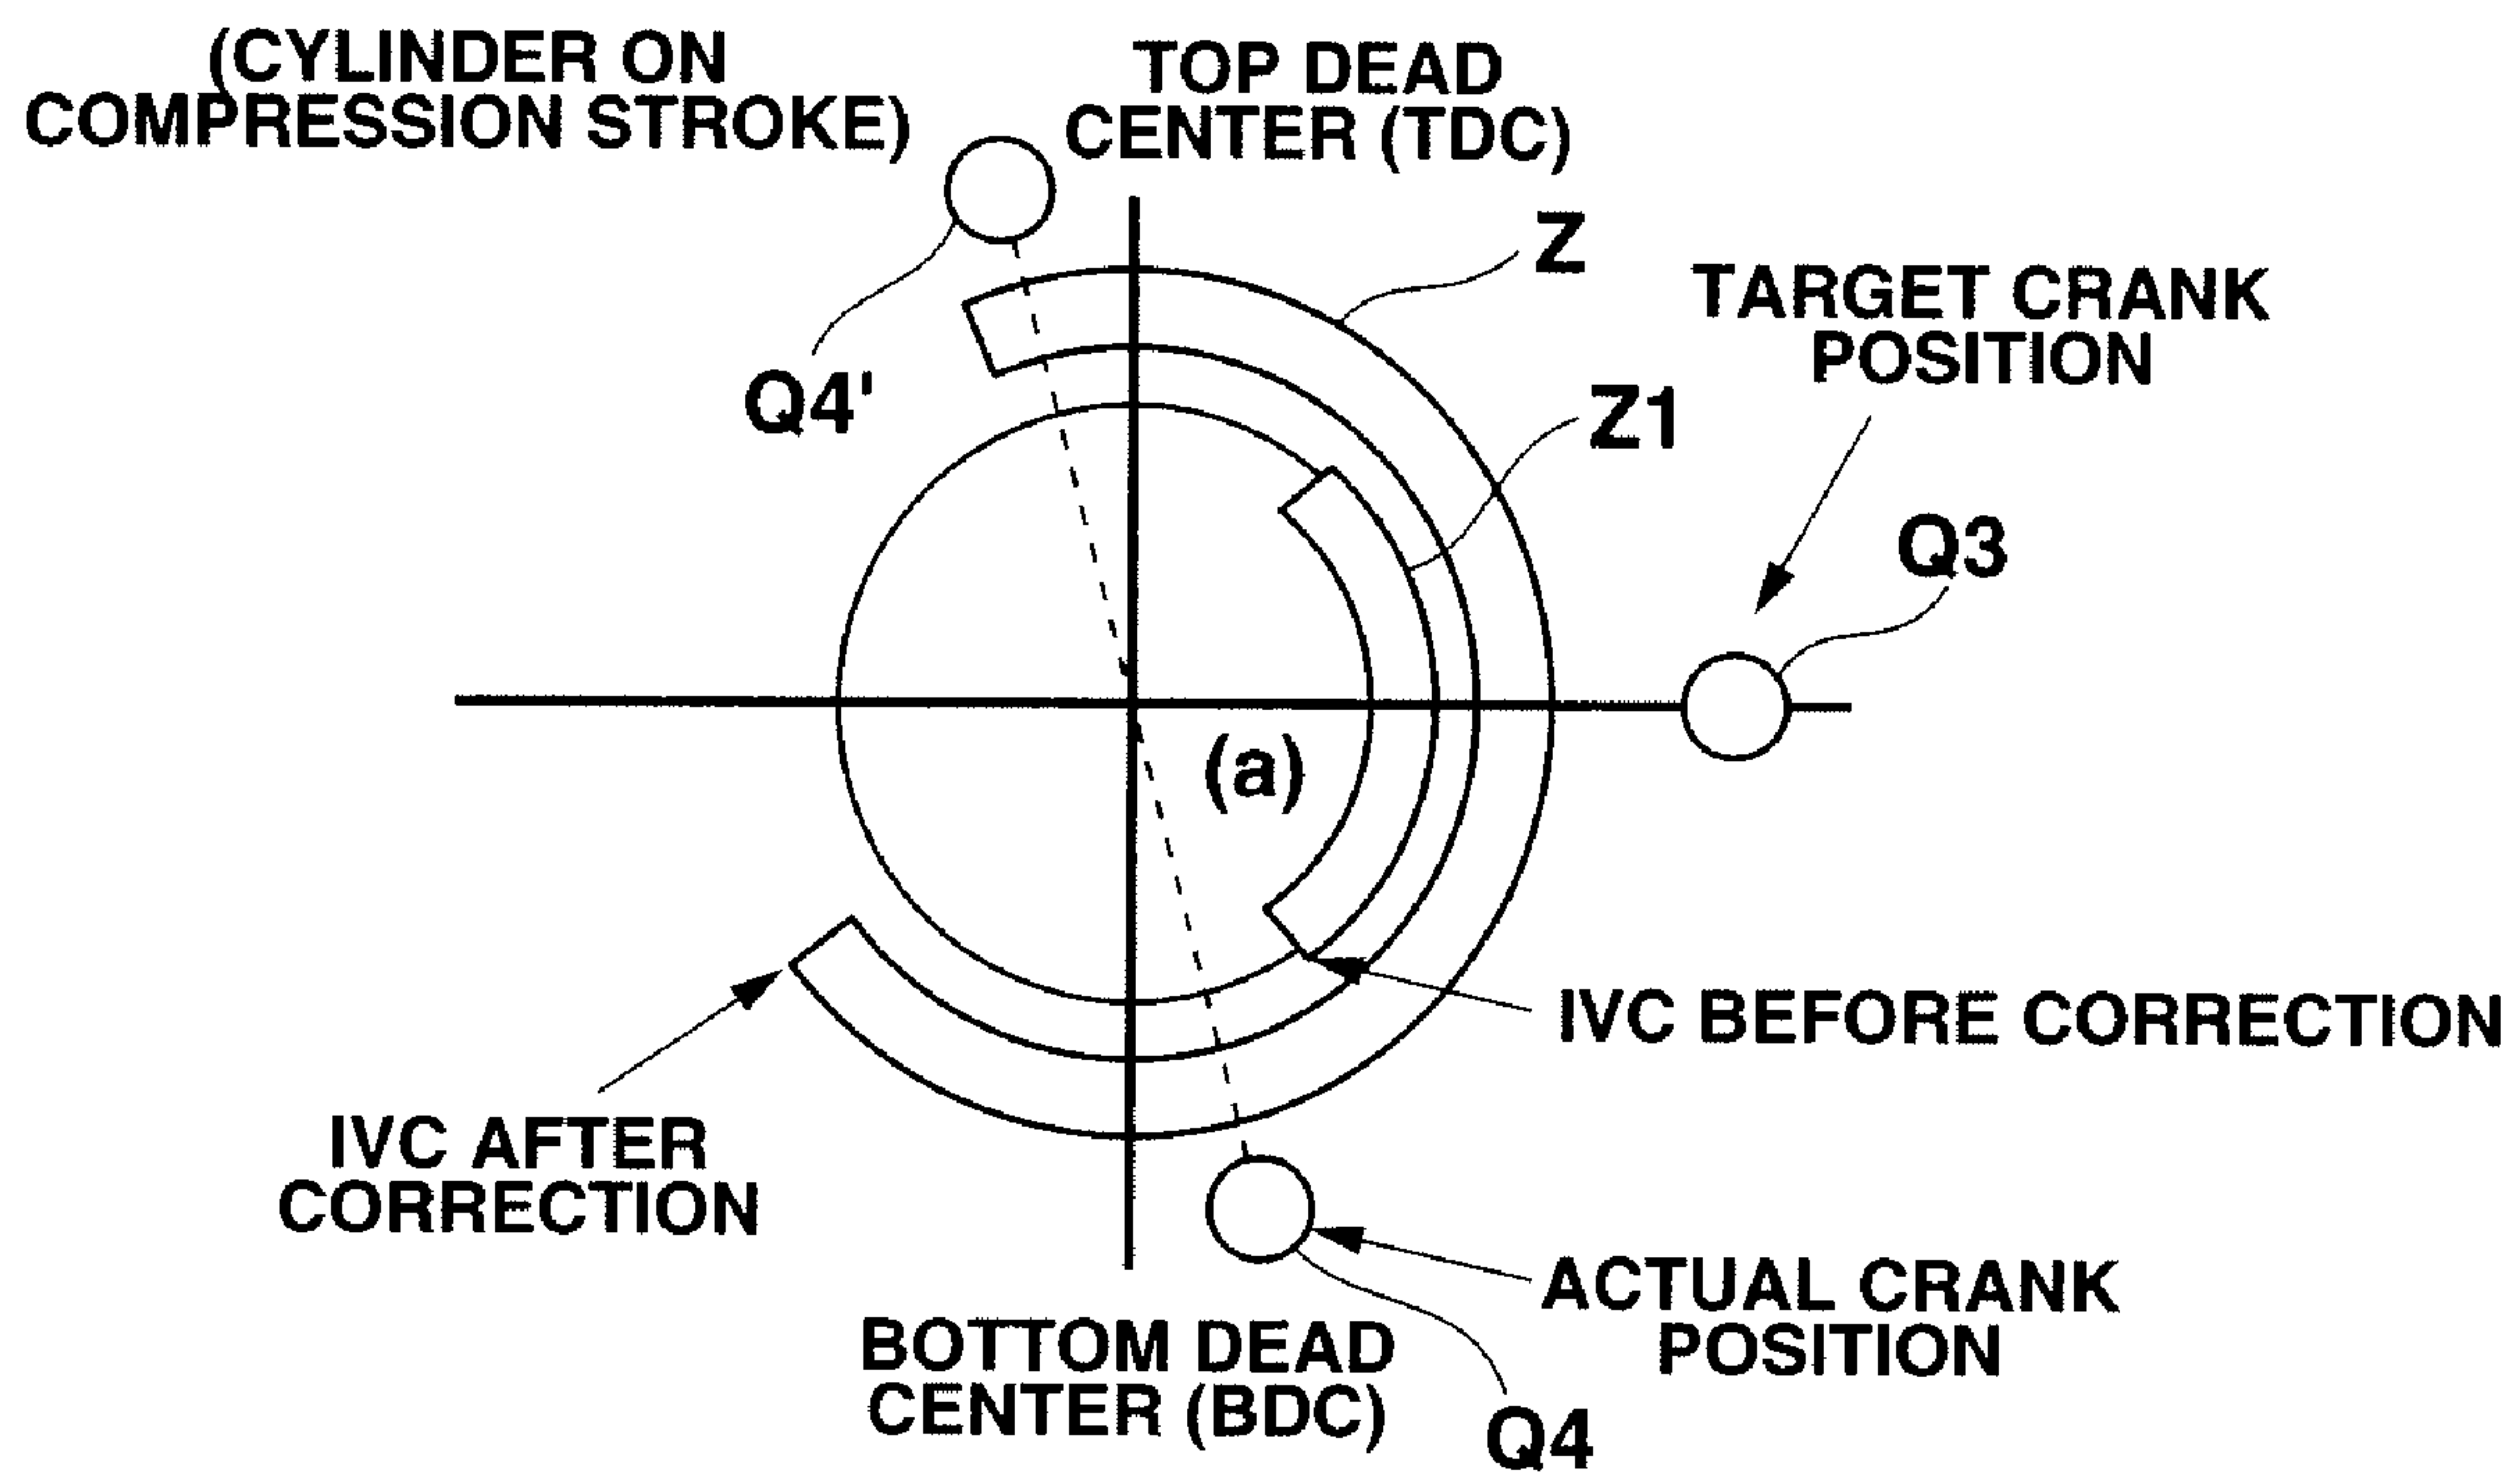 (CYLINDER ON
COMPRESSION STROKE)
TOP DEAD
CENTER (TDC)
Z
TARGET CRANK
POSITION
Q4'
Z1
Q3
(a)
IVC BEFORE CORRECTION
IVC AFTER
CORRECTION
ACTUAL CRANK
POSITION
BOTTOM DEAD
CENTER (BDC)
Q4